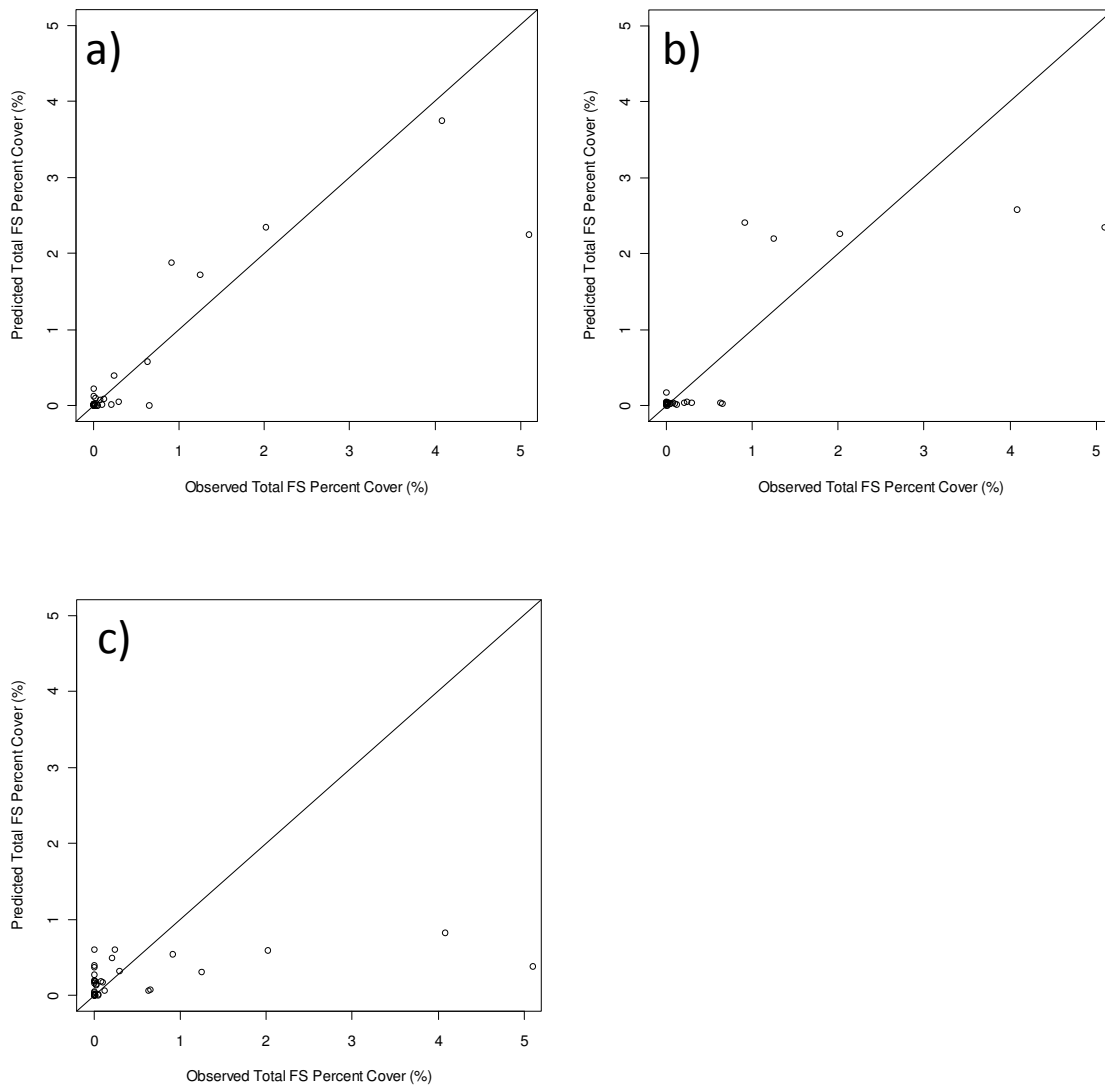 a)
Predicted Total FS Percent Cover (%)
5
4
3
2
1
0
0 1 2 3 4 5
Observed Total FS Percent Cover (%)
b)
Predicted Total FS Percent Cover (%)
5
4
3
2
1
0
0 1 2 3 4 5
Observed Total FS Percent Cover (%)
c)
Predicted Total FS Percent Cover (%)
5
4
3
2
1
0
0 1 2 3 4 5
Observed Total FS Percent Cover (%)